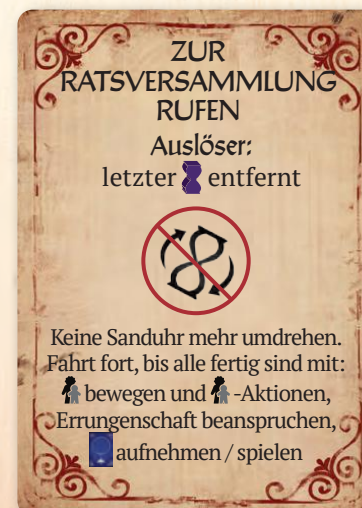 ZUR
RATSVERSAMMLUNG
RUFEN
Auslöser:
letzter entfernt
Keine Sanduhr mehr umdrehen.
Fahrt fort, bis alle fertig sind mit:
bewegen und -Aktionen,
Errungenschaft beanspruchen,
aufnehmen / spielen